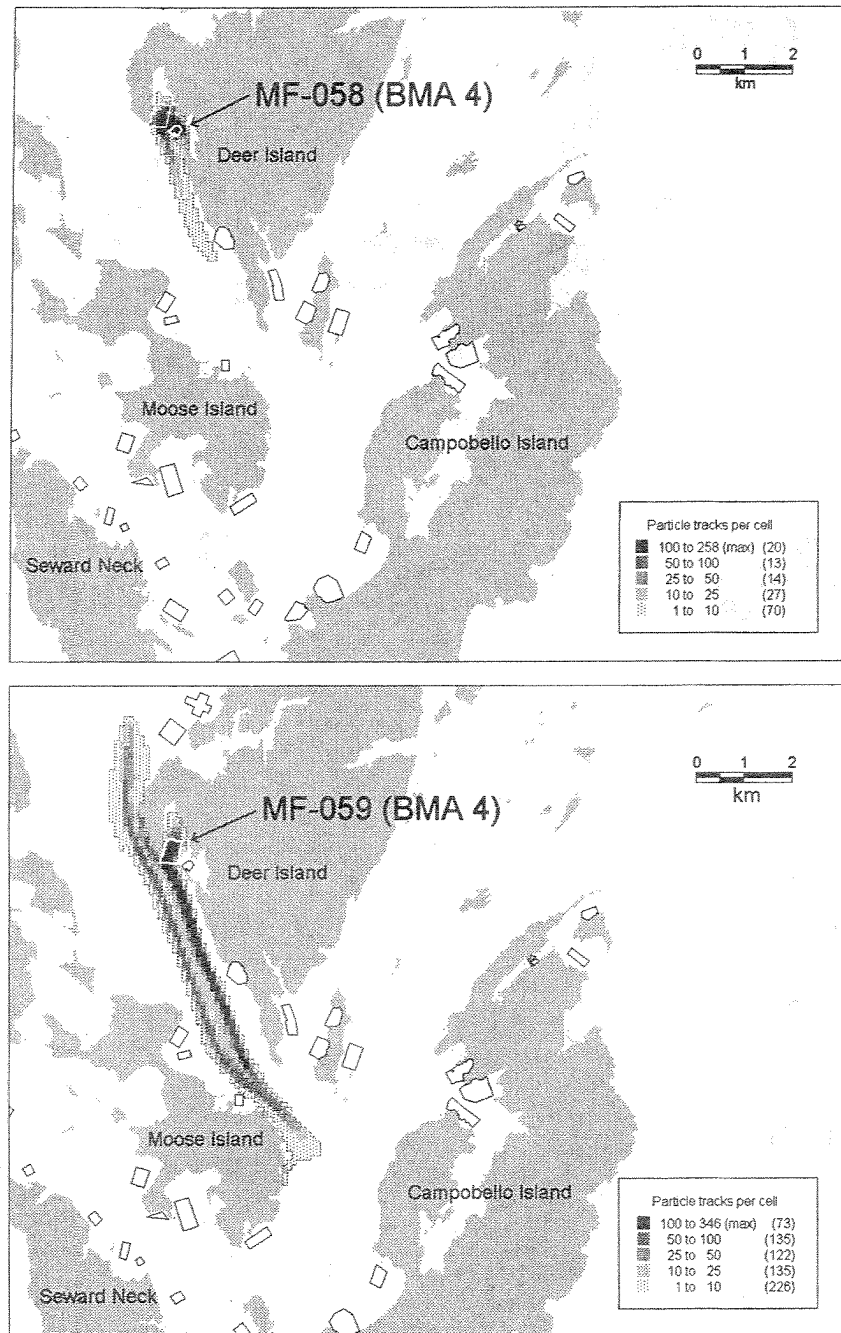 0 1 2
km
MF-058 (BMA 4)
Deer Island
Moose Island
Campobello Island
Seward Neck
Particle tracks per cell
100 to 258 (max) (20)
50 to 100 (13)
25 to 50 (14)
10 to 25 (27)
1 to 10 (70)
0 1 2
km
MF-059 (BMA 4)
Deer Island
Moose Island
Campobello Island
Seward Neck
Particle tracks per cell
100 to 346 (max) (73)
50 to 100 (135)
25 to 50 (122)
10 to 25 (135)
1 to 10 (226)